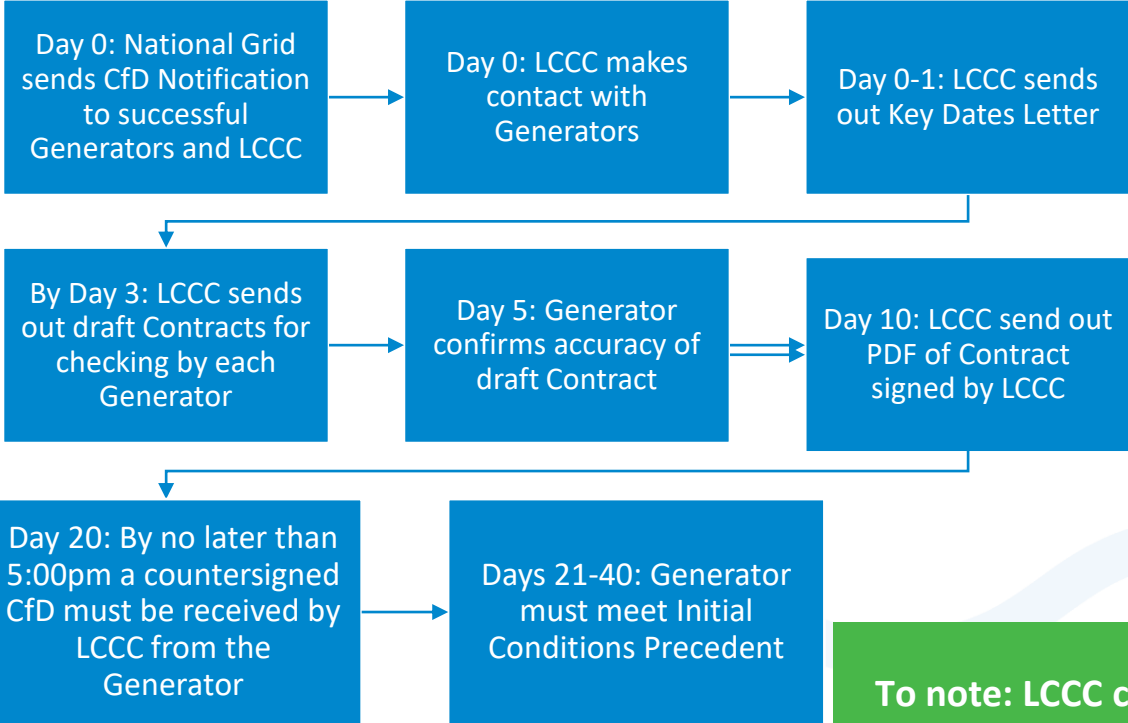 Day 0: National Grid
sends CfD Notification
to successful
Generators and LCCC
Day 0: LCCC makes
contact with
Generators
Day 0-1: LCCC sends
out Key Dates Letter
By Day 3: LCCC sends
out draft Contracts for
checking by each
Generator
Day 5: Generator
confirms accuracy of
draft Contract
Day 10: LCCC send out
PDF of Contract
signed by LCCC
Day 20: By no later than
5:00pm a countersigned
CfD must be received by
LCCC from the
Generator
Days 21-40: Generator
must meet Initial
Conditions Precedent
To note: LCCC c